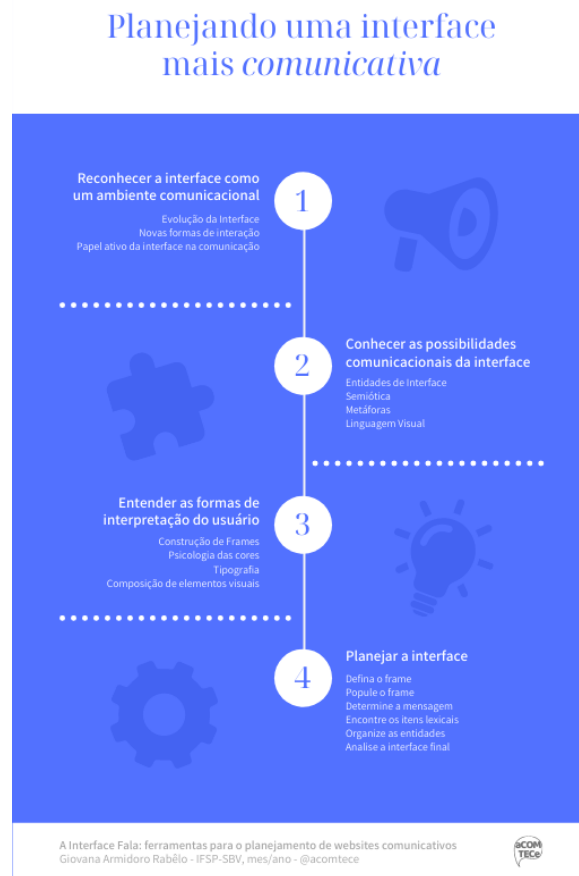 Planejando uma interface
mais comunicativa
Reconhecer a interface como
um ambiente comunicacional
Evolução da Interface
Novas formas de interação
Papel ativo da interface na comunicação
1
2
Conhecer as possibilidades
comunicacionais da interface
Entidades de Interface
Semiótica
Metáforas
Linguagem Visual
Entender as formas de
interpretação do usuário
Construção de Frames
Psicologia das cores
Tipografia
Composição de elementos visuais
3
4
Planejar a interface
Defina o frame
Popule o frame
Determine a mensagem
Encontre os itens lexicais
Organize as entidades
Analise a interface final
A Interface Fala: ferramentas para o planejamento de websites comunicativos
Giovana Armidoro Rabêlo - IFSP-SBV, mes/ano - @acomtece
aCOM
TECe